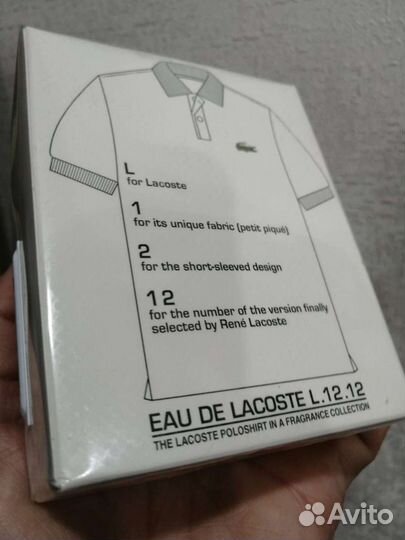 L
for Lacoste
1
for its unique fabric (petit piqué)
2
for the short-sleeved design
12
for the number of the version finally
selected by René Lacoste
EAU DE LACOSTE L.12.12
THE LACOSTE POLOSHIRT IN A FRAGRANCE COLLECTION
Avito